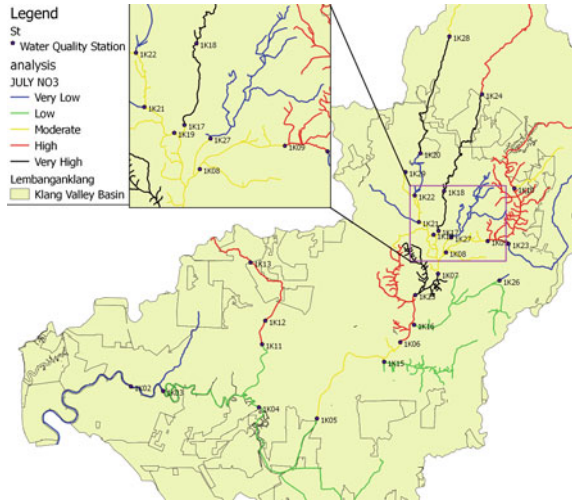 Legend
St
Water Quality Station
analysis
JULY NO3
Very Low
Low
Moderate
High
Very High
Lembanganklang
Klang Valley Basin
1K22
1K18
1K21
1K17
1K19
1K27
1K08
1K09
1K28
1K24
1K20
1K29
1K22
1K18
1K21
1K27
1K08
1K23
1K07
1K26
1K13
1K12
1K11
1K16
1K06
1K15
1K02
1K03
1K04
1K05